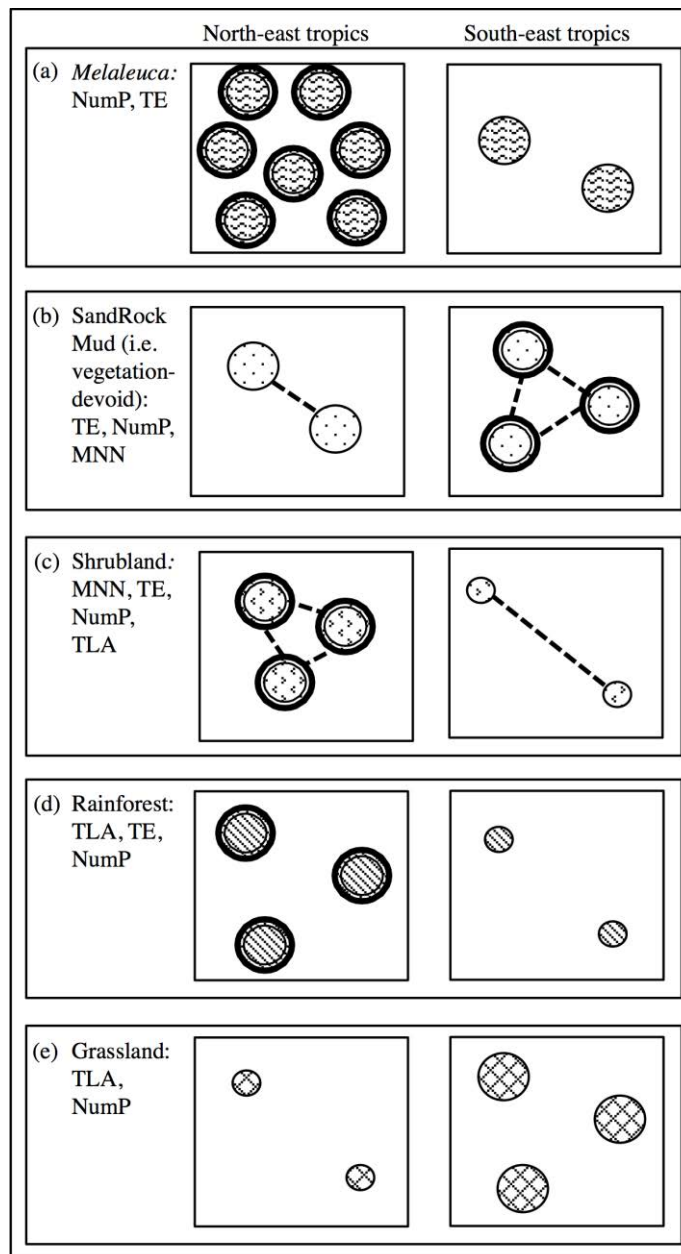 North-east tropics South-east tropics
(a) Melaleuca:
NumP, TE
(b) SandRock
Mud (i.e.
vegetation-
devoid):
TE, NumP,
MNN
(c) Shrubland:
MNN, TE,
NumP,
TLA
(d) Rainforest:
TLA, TE,
NumP
(e) Grassland:
TLA,
NumP